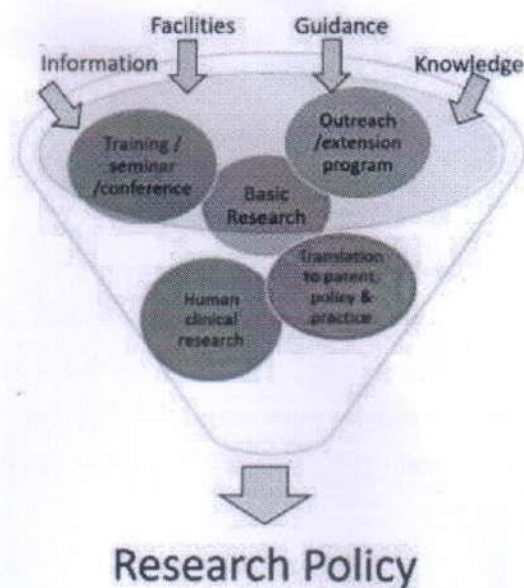 Facilities
Guidance
Information
Knowledge
Training /
seminar
/conference
Outreach
/extension
program
Basic
Research
Translation
to parent,
policy &
practice
Human
clinical
research
Research Policy